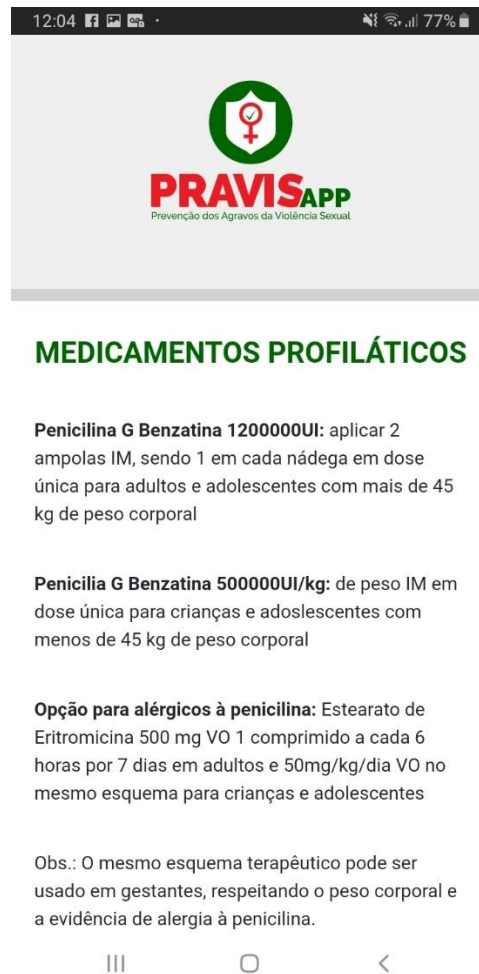 12:04
77%
PRAVISAPP
Prevenção dos Agravos da Violência Sexual
MEDICAMENTOS PROFILÁTICOS
Penicilina G Benzatina 1200000UI: aplicar 2
ampolas IM, sendo 1 em cada nádega em dose
única para adultos e adolescentes com mais de 45
kg de peso corporal
Penicilia G Benzatina 500000UI/kg: de peso IM em
dose única para crianças e adoslescentes com
menos de 45 kg de peso corporal
Opção para alérgicos à penicilina: Estearato de
Eritromicina 500 mg VO 1 comprimido a cada 6
horas por 7 dias em adultos e 50mg/kg/dia VO no
mesmo esquema para crianças e adolescentes
Obs.: O mesmo esquema terapêutico pode ser
usado em gestantes, respeitando o peso corporal e
a evidência de alergia à penicilina.